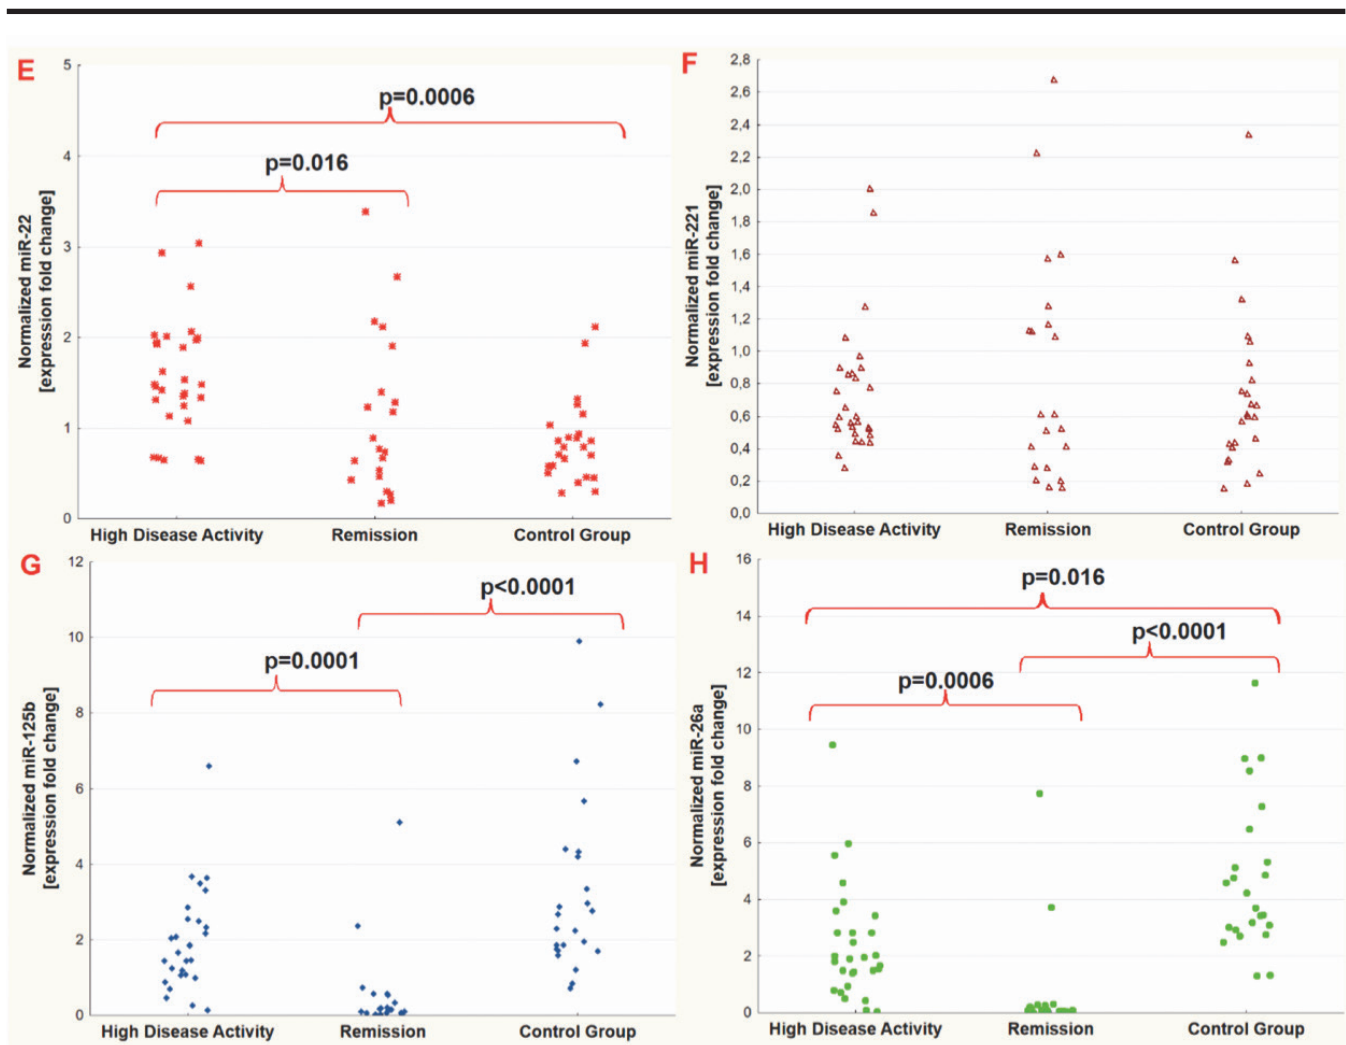 E
5
4
3
2
1
0
p=0.0006
p=0.016
Normalized miR-22
[expression fold change]
High Disease Activity
Remission
Control Group
F
2,8
2,6
2,4
2,2
2,0
1,8
1,6
1,4
1,2
1,0
0,8
0,6
0,4
0,2
0,0
Normalized miR-221
[expression fold change]
High Disease Activity
Remission
Control Group
G
12
10
8
6
4
2
0
p<0.0001
p=0.0001
Normalized miR-125b
[expression fold change]
High Disease Activity
Remission
Control Group
H
16
14
12
10
8
6
4
2
0
p=0.016
p<0.0001
p=0.0006
Normalized miR-26a
[expression fold change]
High Disease Activity
Remission
Control Group